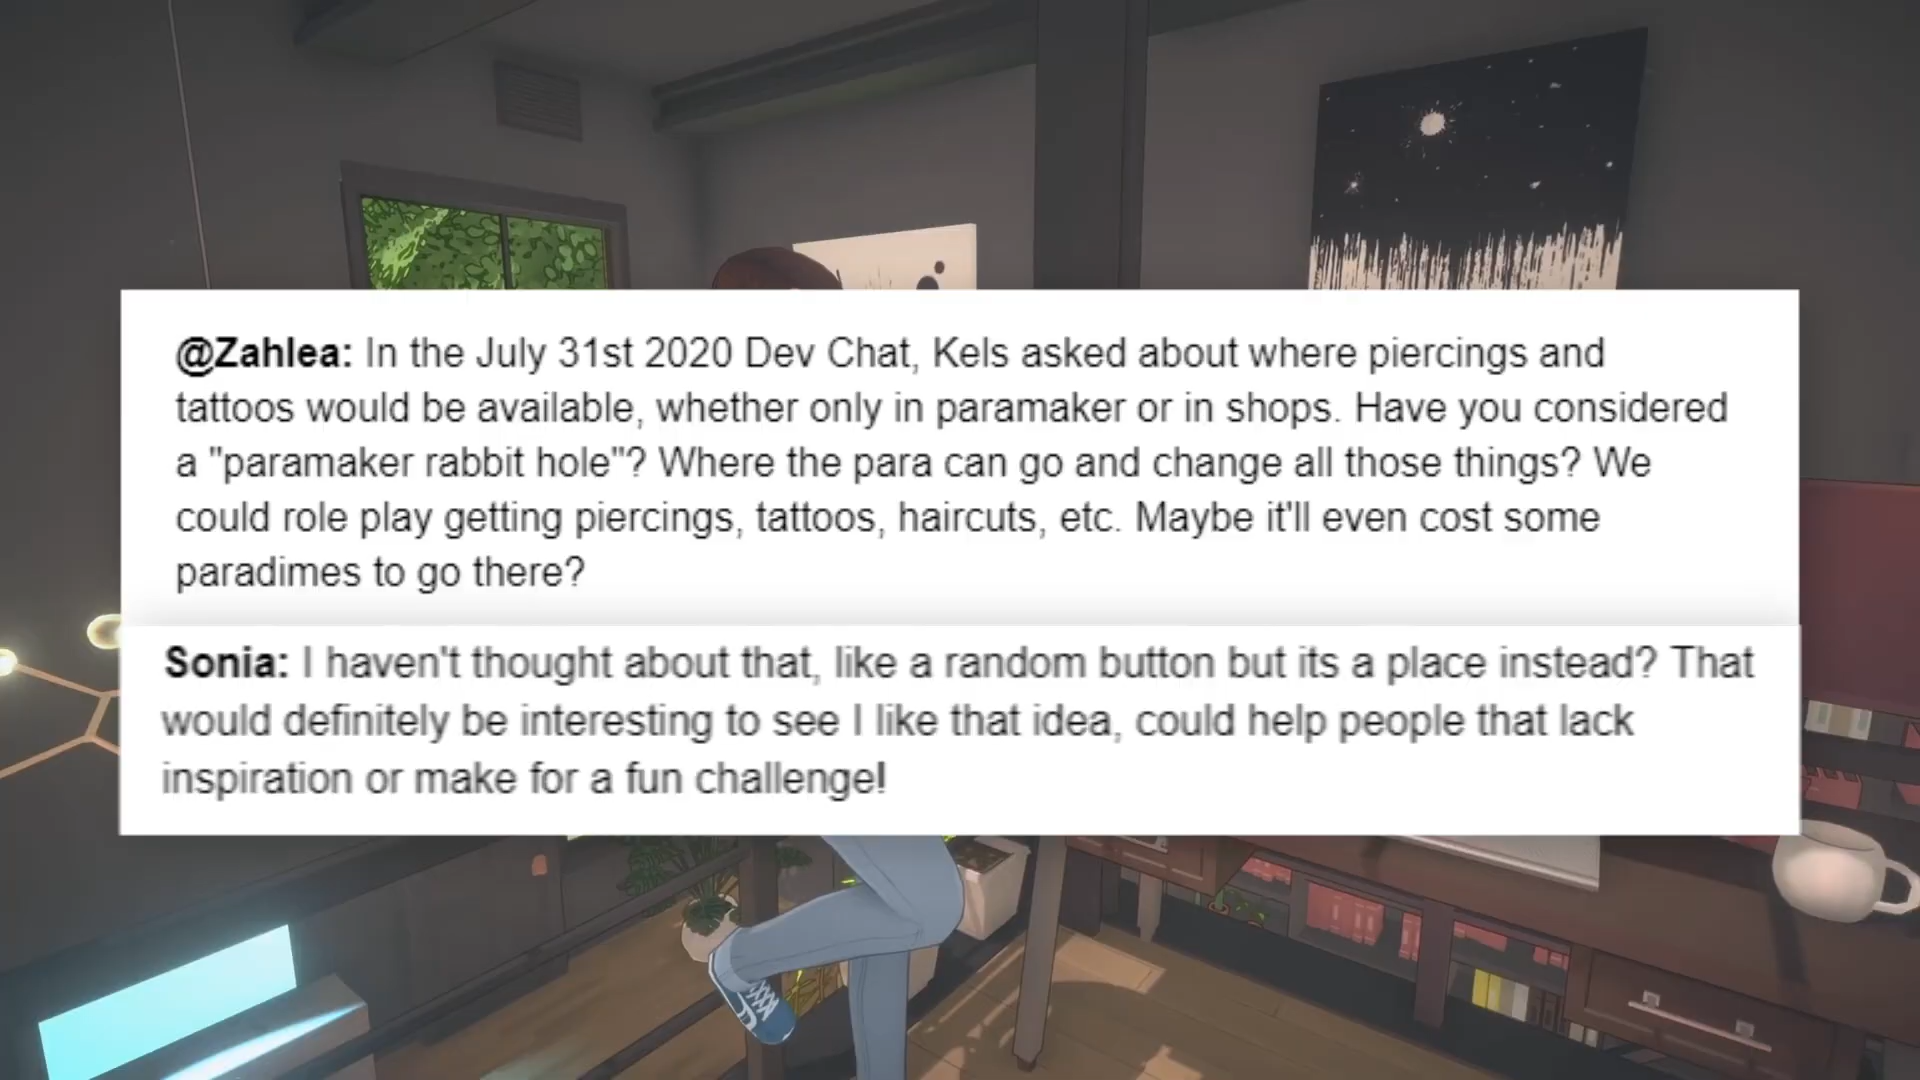 @Zahlea: In the July 31st 2020 Dev Chat, Kels asked about where piercings and
tattoos would be available, whether only in paramaker or in shops. Have you considered
a "paramaker rabbit hole"? Where the para can go and change all those things? We
could role play getting piercings, tattoos, haircuts, etc. Maybe it'll even cost some
paradimes to go there?
Sonia: I haven't thought about that, like a random button but its a place instead? That
would definitely be interesting to see I like that idea, could help people that lack
inspiration or make for a fun challenge!